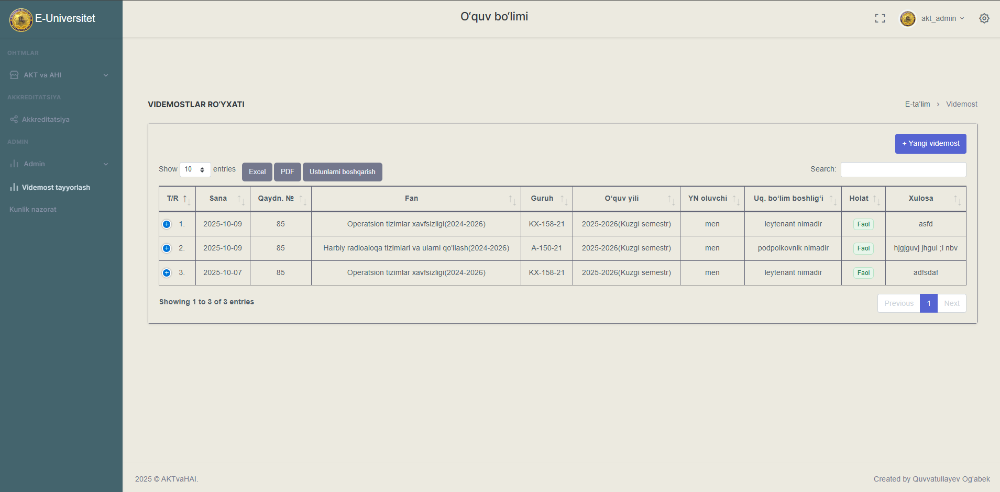 E-Universitet
O‘quv bo‘limi
akt_admin
OHTMLAR
AKT va AHI
AKKREDITATSIYA
Akkreditatsiya
ADMIN
Admin
Videmost tayyorlash
Kunlik nazorat
VIDEMOSTLAR RO‘YXATI
E-ta’lim > Videmost
+ Yangi videmost
Show 10 entries Excel PDF Ustunlarni boshqarish Search:
T/R Sana Qaydn. № Fan Guruh O‘quv yili YN oluvchi Uq. bo‘lim boshlig‘i Holat Xulosa
1. 2025-10-09 85 Operatsion tizimlar xavfsizligi(2024-2026) KX-158-21 2025-2026(Kuzgi semestr) men leytenant nimadir Faol asfd
2. 2025-10-09 85 Harbiy radioaloqa tizimlari va ularni qo'llash(2024-2026) A-150-21 2025-2026(Kuzgi semestr) men podpolkovnik nimadir Faol hjgjguvj jhgui ;l nbv
3. 2025-10-07 85 Operatsion tizimlar xavfsizligi(2024-2026) KX-158-21 2025-2026(Kuzgi semestr) men leytenant nimadir Faol adfsdaf
Showing 1 to 3 of 3 entries
Previous 1 Next
2025 © AKTvaHAI.
Created by Quvvatullayev Og'abek